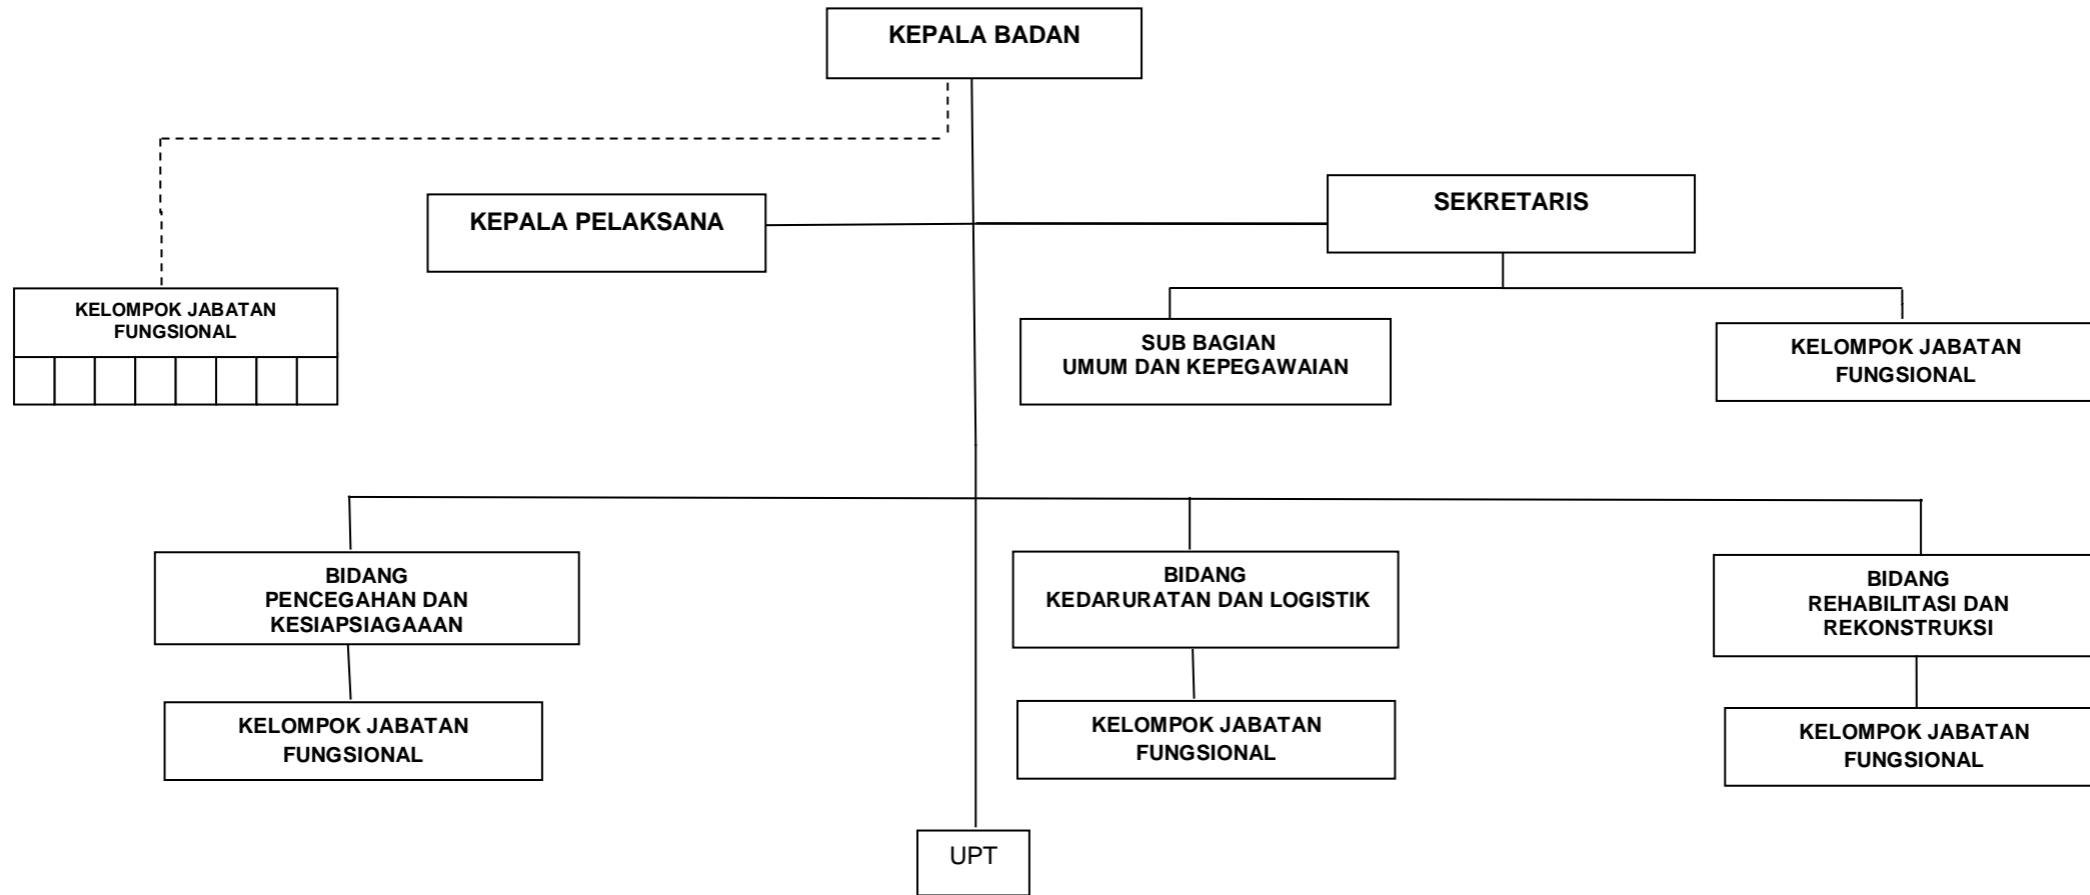 KEPALA BADAN
SEKRETARIS
KEPALA PELAKSANA
KELOMPOK JABATAN
FUNGSIONAL
SUB BAGIAN
UMUM DAN KEPEGAWAIAN
KELOMPOK JABATAN
FUNGSIONAL
BIDANG
PENCEGAHAN DAN
KESIAPSIAGAAAN
BIDANG
KEDARURATAN DAN LOGISTIK
BIDANG
REHABILITASI DAN
REKONSTRUKSI
KELOMPOK JABATAN
FUNGSIONAL
KELOMPOK JABATAN
FUNGSIONAL
KELOMPOK JABATAN
FUNGSIONAL
UPT